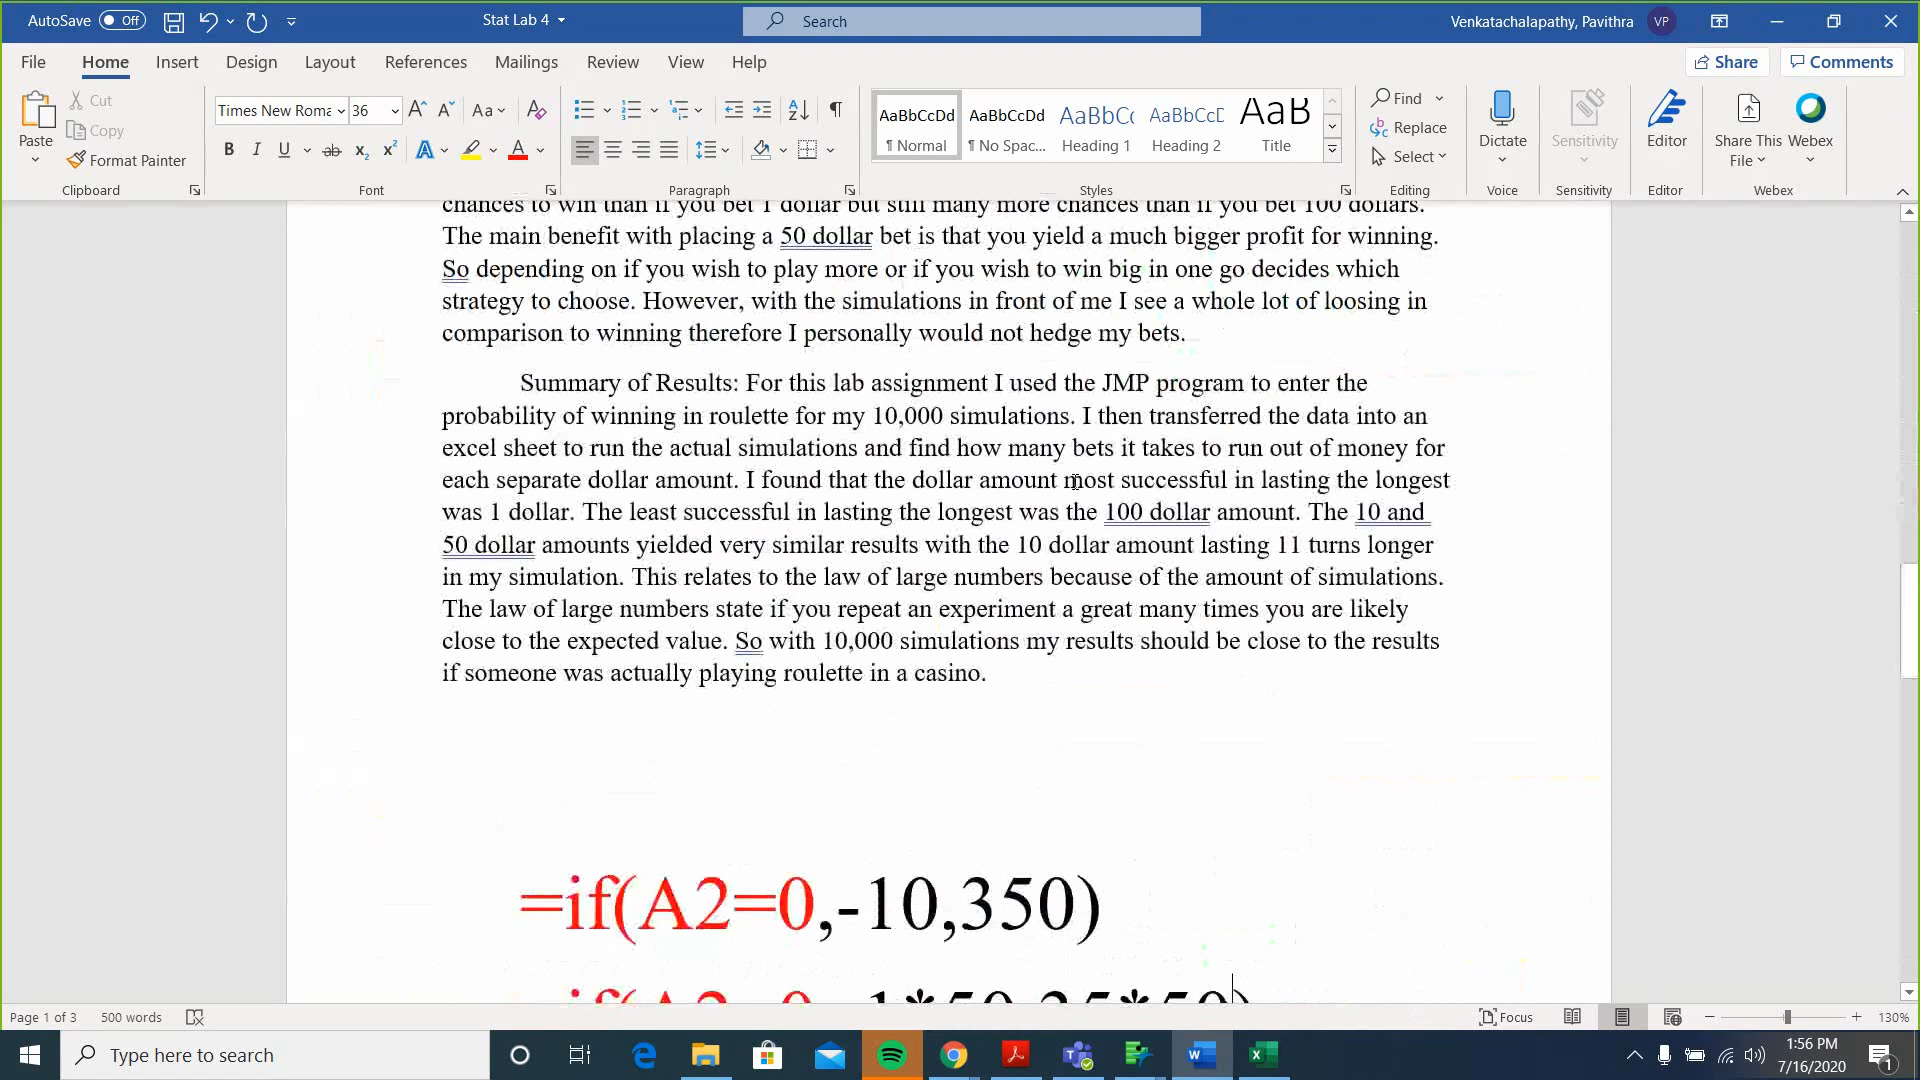 AutoSave Off Stat Lab 4 Search Venkatachalapathy, Pavithra VP
File Home Insert Design Layout References Mailings Review View Help Share Comments
Paste Cut Copy Format Painter
Clipboard
Times New Roma 36 Aa
B I U ab x₂ x² A A
Font
Paragraph
AaBbCcDd AaBbCcDd AaBbCc AaBbCcD AaB
¶ Normal ¶ No Spac... Heading 1 Heading 2 Title
Styles
Find Replace Select
Editing
Dictate Sensitivity Editor Share This File Webex
Voice Sensitivity Editor Webex
chances to win than if you bet 1 dollar but still many more chances than if you bet 100 dollars.
The main benefit with placing a 50 dollar bet is that you yield a much bigger profit for winning.
So depending on if you wish to play more or if you wish to win big in one go decides which
strategy to choose. However, with the simulations in front of me I see a whole lot of loosing in
comparison to winning therefore I personally would not hedge my bets.
Summary of Results: For this lab assignment I used the JMP program to enter the
probability of winning in roulette for my 10,000 simulations. I then transferred the data into an
excel sheet to run the actual simulations and find how many bets it takes to run out of money for
each separate dollar amount. I found that the dollar amount most successful in lasting the longest
was 1 dollar. The least successful in lasting the longest was the 100 dollar amount. The 10 and
50 dollar amounts yielded very similar results with the 10 dollar amount lasting 11 turns longer
in my simulation. This relates to the law of large numbers because of the amount of simulations.
The law of large numbers state if you repeat an experiment a great many times you are likely
close to the expected value. So with 10,000 simulations my results should be close to the results
if someone was actually playing roulette in a casino.
=if(A2=0,-10,350)
=if(A2=0,-1*50,35*50)
Page 1 of 3 500 words Focus 130%
Type here to search 1:56 PM
7/16/2020 1